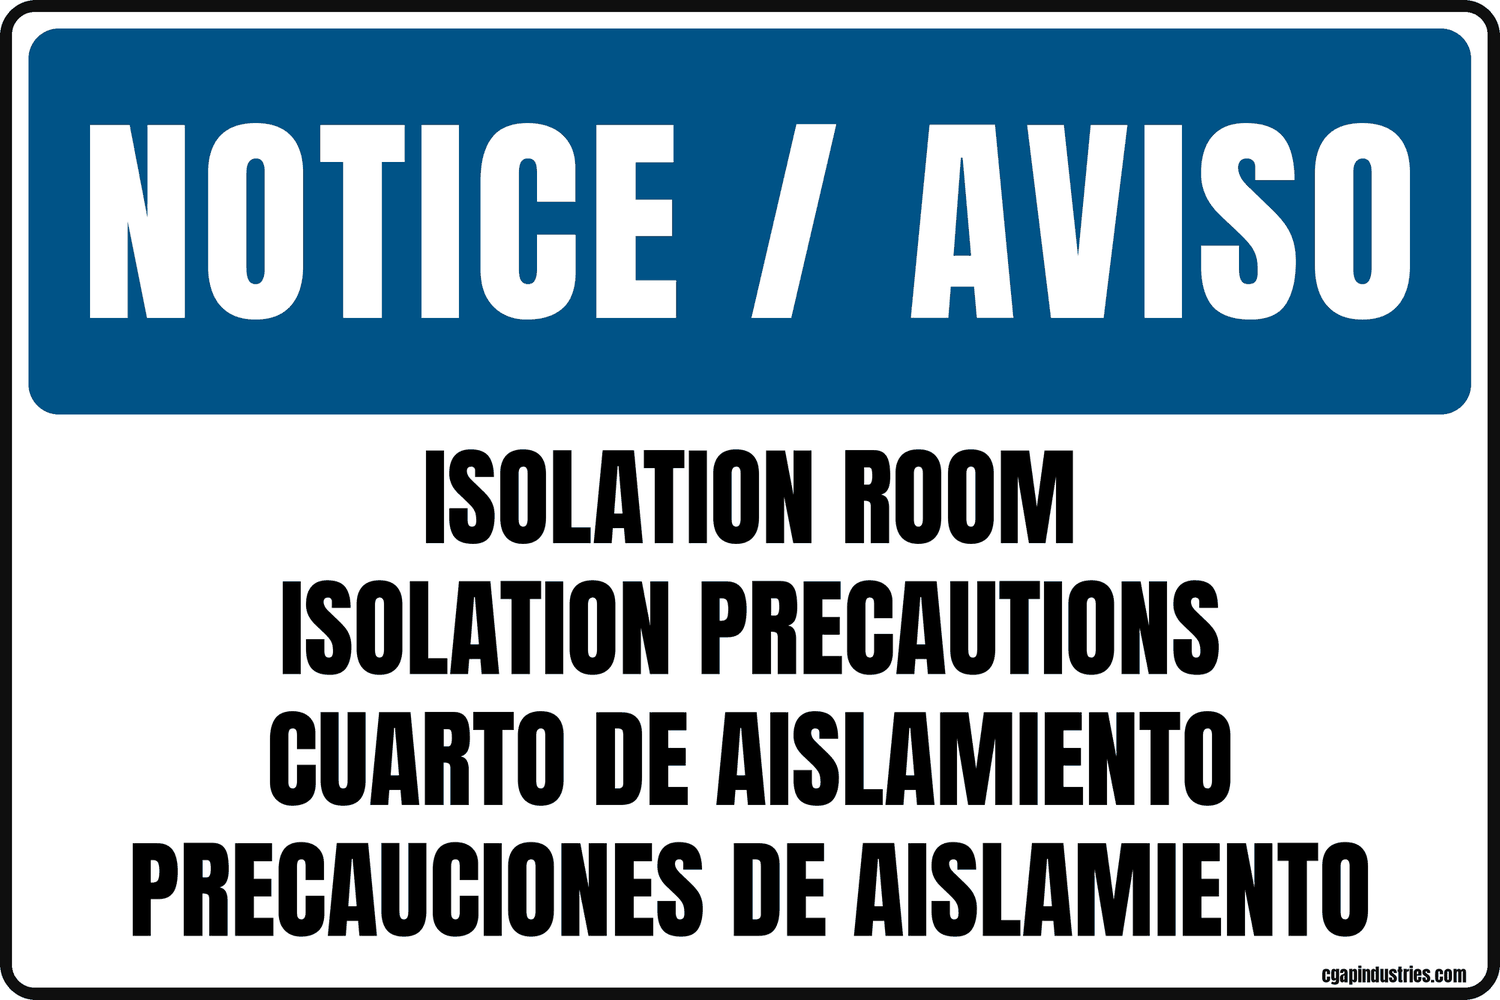 NOTICE / AVISO
ISOLATION ROOM
ISOLATION PRECAUTIONS
CUARTO DE AISLAMIENTO
PRECAUCIONES DE AISLAMIENTO
cgapindustries.com